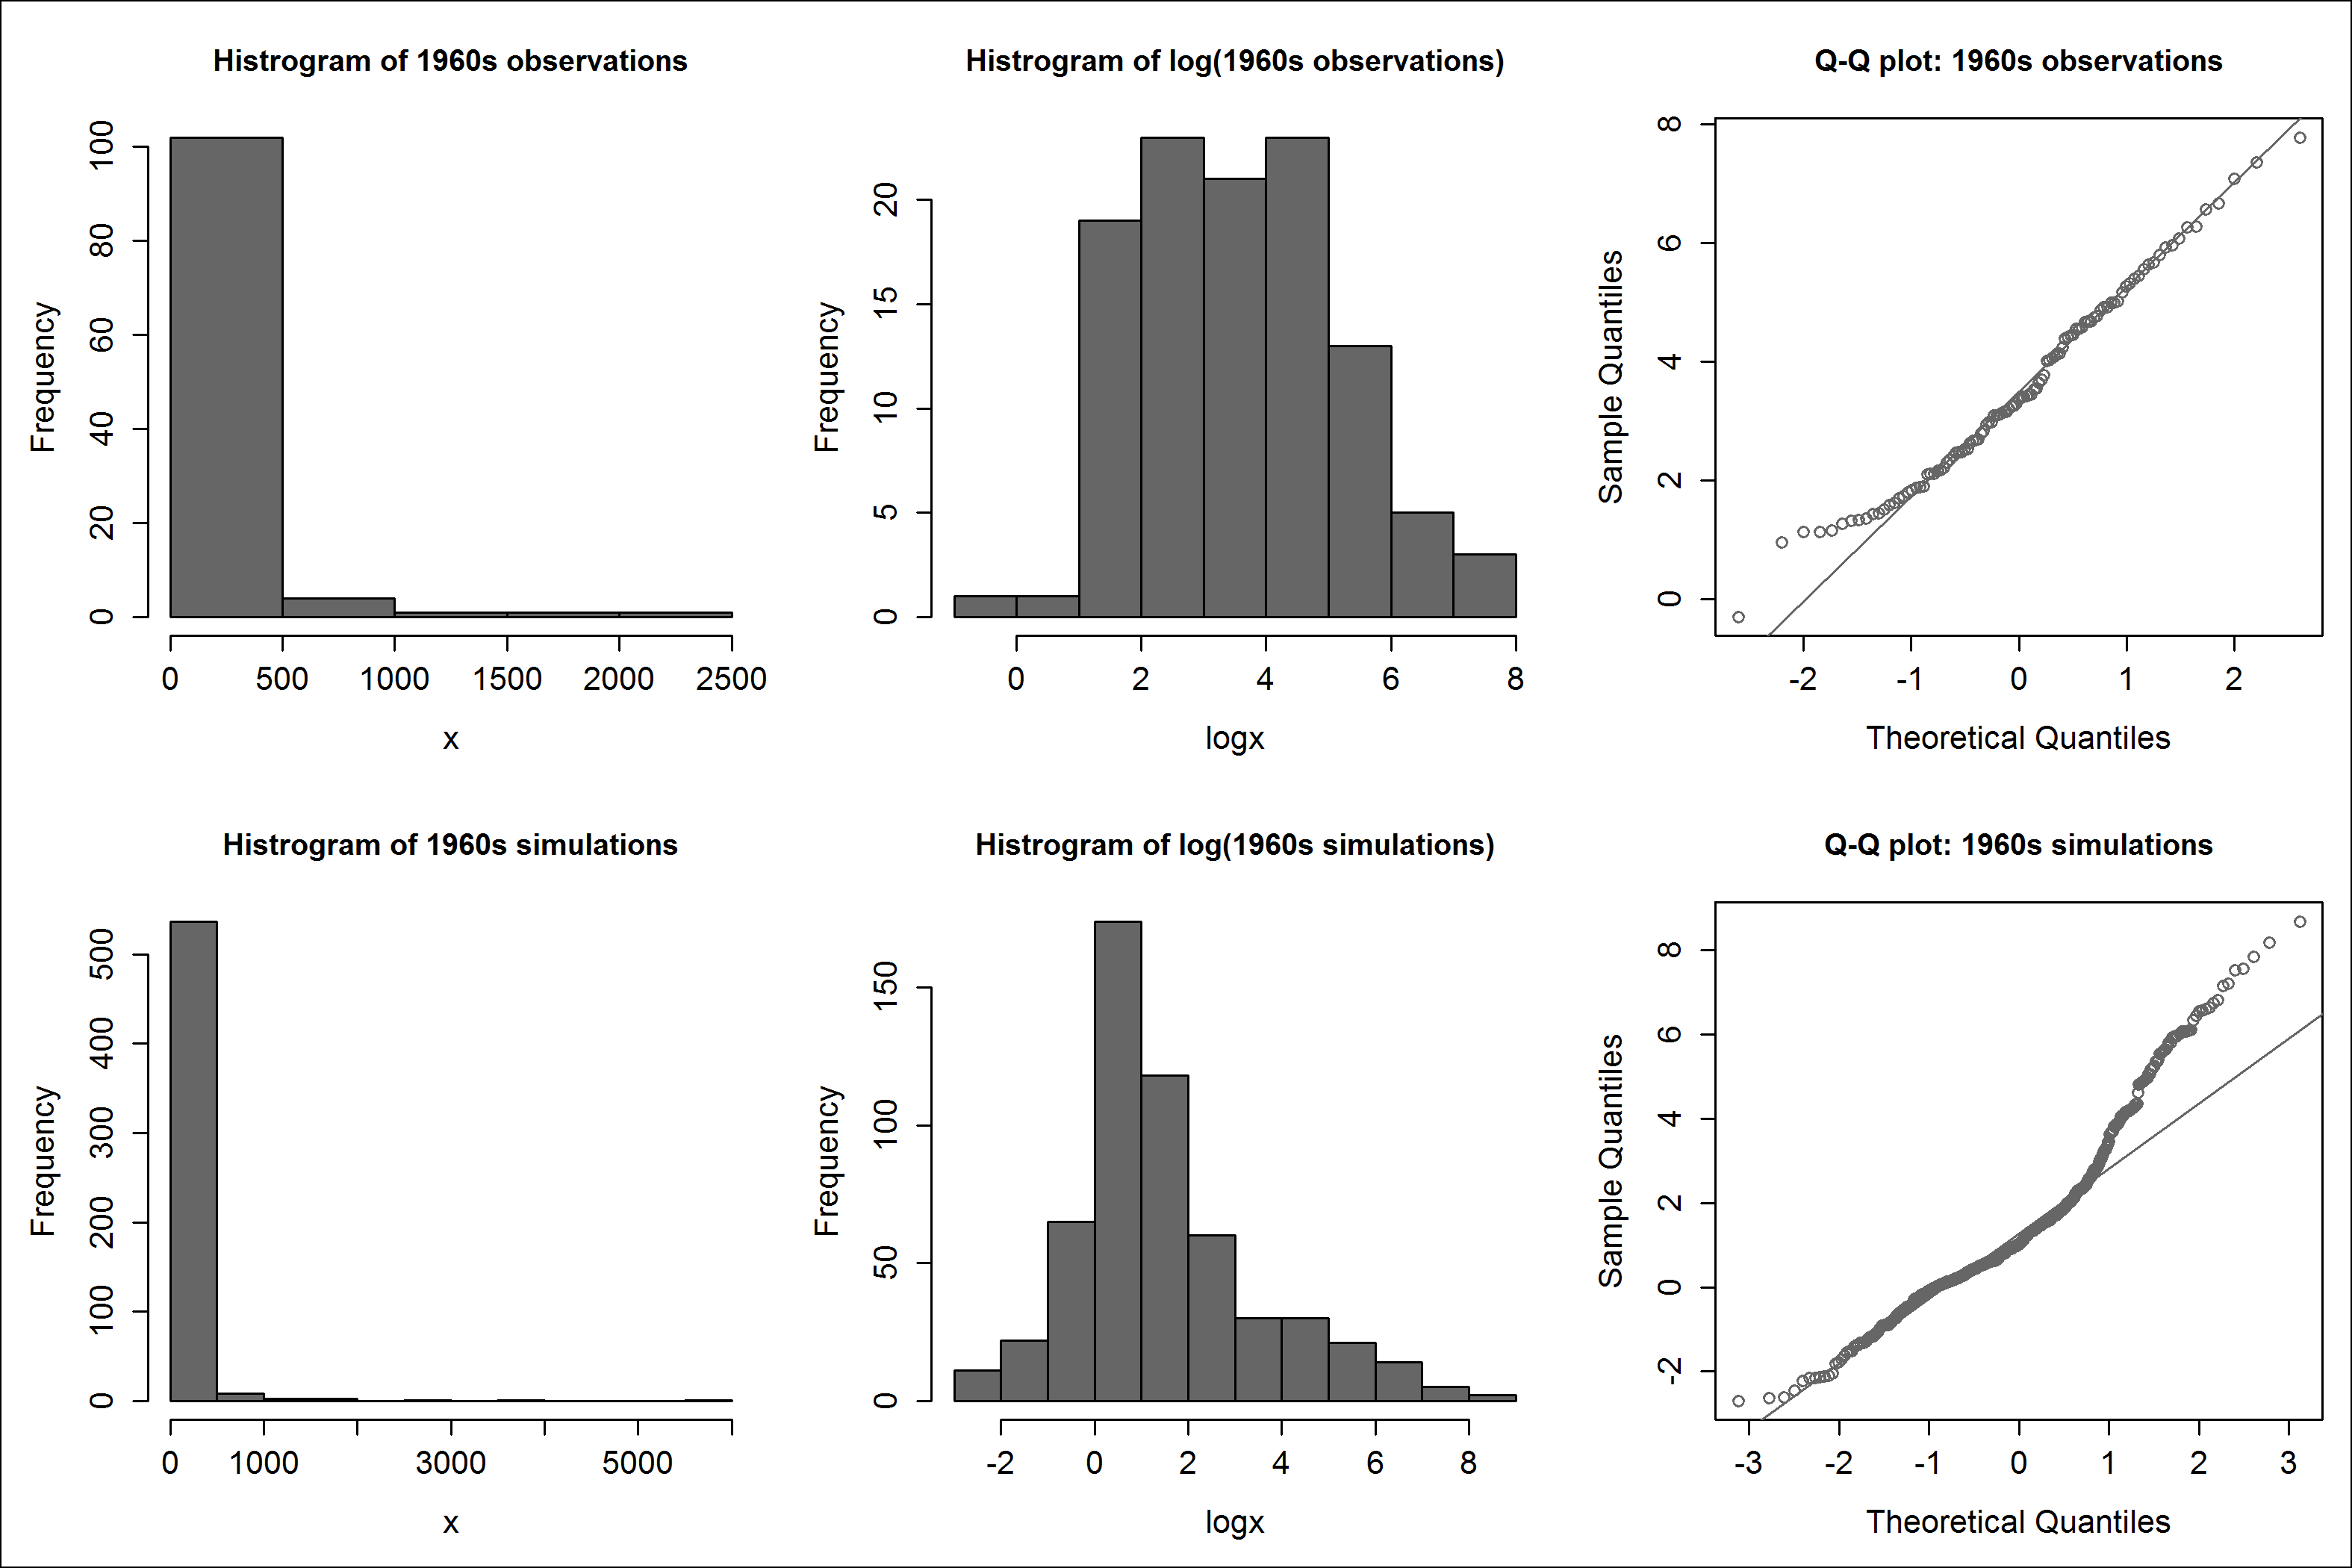 Histrogram of 1960s observations
Frequency
0 20 40 60 80 100
0 500 1000 1500 2000 2500
x
Histrogram of log(1960s observations)
Frequency
0 5 10 15 20
0 2 4 6 8
logx
Q-Q plot: 1960s observations
Sample Quantiles
0 2 4 6 8
-2 -1 0 1 2
Theoretical Quantiles
Histrogram of 1960s simulations
Frequency
0 100 200 300 400 500
0 1000 3000 5000
x
Histrogram of log(1960s simulations)
Frequency
0 50 100 150
-2 0 2 4 6 8
logx
Q-Q plot: 1960s simulations
Sample Quantiles
-2 0 2 4 6 8
-3 -2 -1 0 1 2 3
Theoretical Quantiles